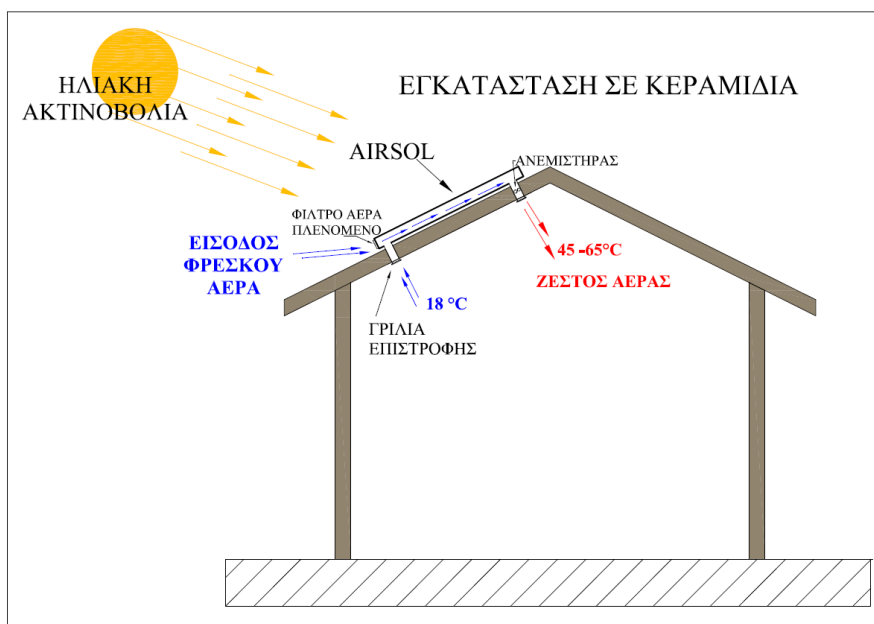 ΗΛΙΑΚΗ
ΑΚΤΙΝΟΒΟΛΙΑ
ΕΓΚΑΤΑΣΤΑΣΗ ΣΕ ΚΕΡΑΜΙΔΙΑ
AIRSOL
ΑΝΕΜΙΣΤΗΡΑΣ
ΦΙΛΤΡΟ ΑΕΡΑ
ΠΛΕΝΟΜΕΝΟ
ΕΙΣΟΔΟΣ
ΦΡΕΣΚΟΥ
ΑΕΡΑ
45 -65°C
ΖΕΣΤΟΣ ΑΕΡΑΣ
18 °C
ΓΡΙΛΙΑ
ΕΠΙΣΤΡΟΦΗΣ